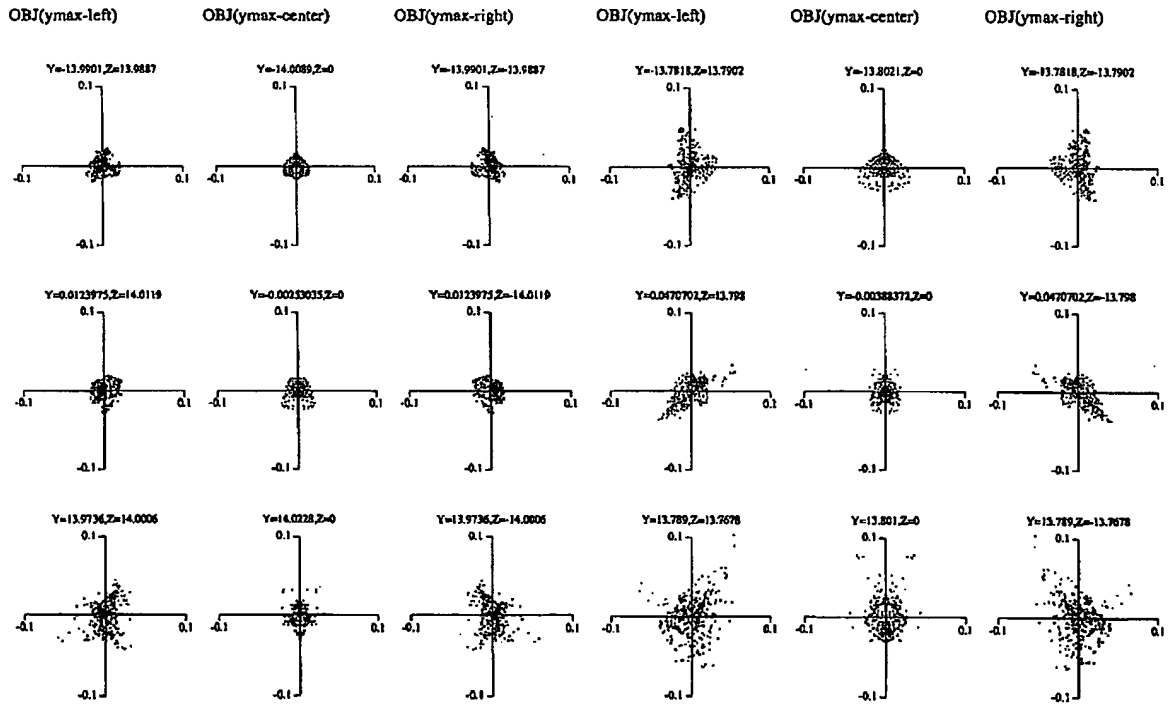 OBJ(ymax-left) OBJ(ymax-center) OBJ(ymax-right) OBJ(ymax-left) OBJ(ymax-center) OBJ(ymax-right)
Y=-13.9901,Z=13.9887 Y=-14.0089,Z=0 Y=-13.9901,Z=-13.9887 Y=-13.7818,Z=13.7902 Y=-13.8021,Z=0 Y=-13.7818,Z=-13.7902
0.1 0.1 0.1 0.1 0.1 0.1
-0.1 0.1 -0.1 0.1 -0.1 0.1 -0.1 0.1 -0.1 0.1 -0.1 0.1
-0.1 -0.1 -0.1 -0.1 -0.1 -0.1
Y=0.0123975,Z=14.0119 Y=-0.00253035,Z=0 Y=0.0123975,Z=-14.0119 Y=0.0470702,Z=13.798 Y=-0.00388372,Z=0 Y=0.0470702,Z=-13.798
0.1 0.1 0.1 0.1 0.1 0.1
-0.1 0.1 -0.1 0.1 -0.1 0.1 -0.1 0.1 -0.1 0.1 -0.1 0.1
-0.1 -0.1 -0.1 -0.1 -0.1 -0.1
Y=13.9736,Z=14.0006 Y=14.0228,Z=0 Y=13.9736,Z=-14.0006 Y=13.789,Z=13.7678 Y=13.801,Z=0 Y=13.789,Z=-13.7678
0.1 0.1 0.1 0.1 0.1 0.1
-0.1 0.1 -0.1 0.1 -0.1 0.1 -0.1 0.1 -0.1 0.1 -0.1 0.1
-0.1 -0.1 -0.1 -0.1 -0.1 -0.1